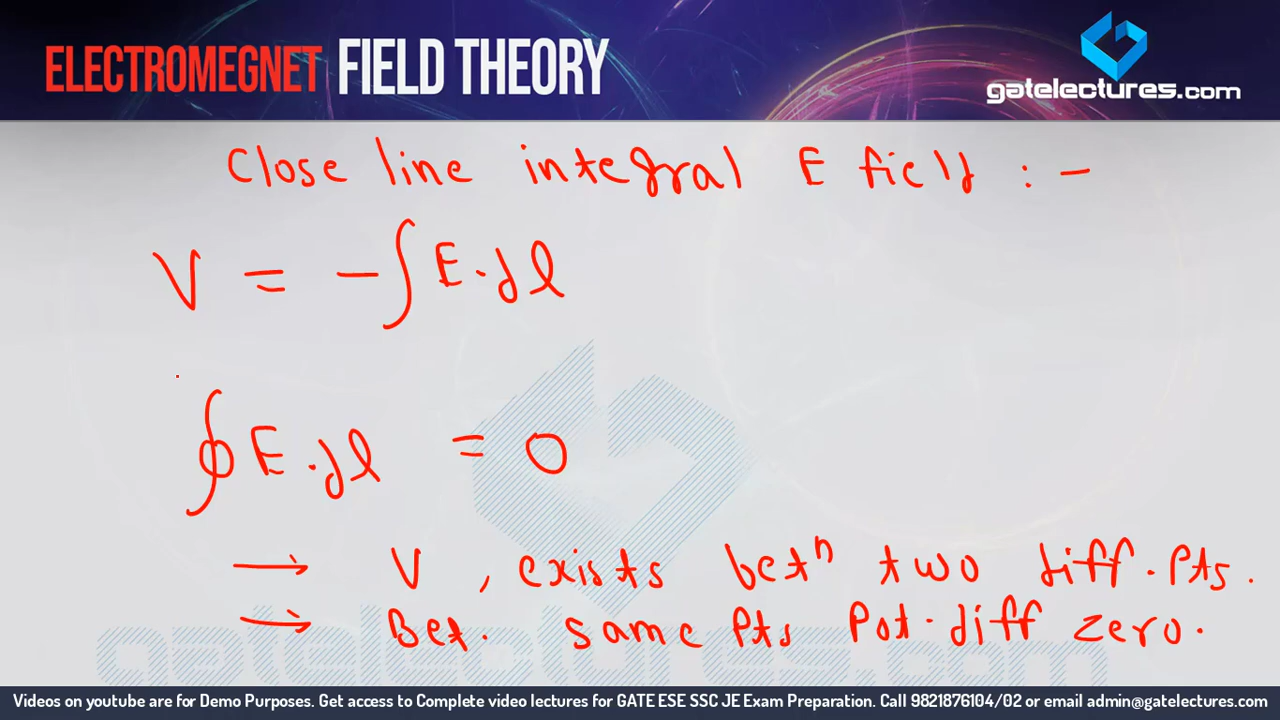 ELECTROMEGNET FIELD THEORY
gatelectures.com
Close line integral E field : -
V = -∫E.dl
∮E.dl = 0
→ V , exists betⁿ two diff. Pts.
→ Bet. same Pts Pot. diff zero.
gatelectures.com
Videos on youtube are for Demo Purposes. Get access to Complete video lectures for GATE ESE SSC JE Exam Preparation. Call 9821876104/02 or email admin@gatelectures.com